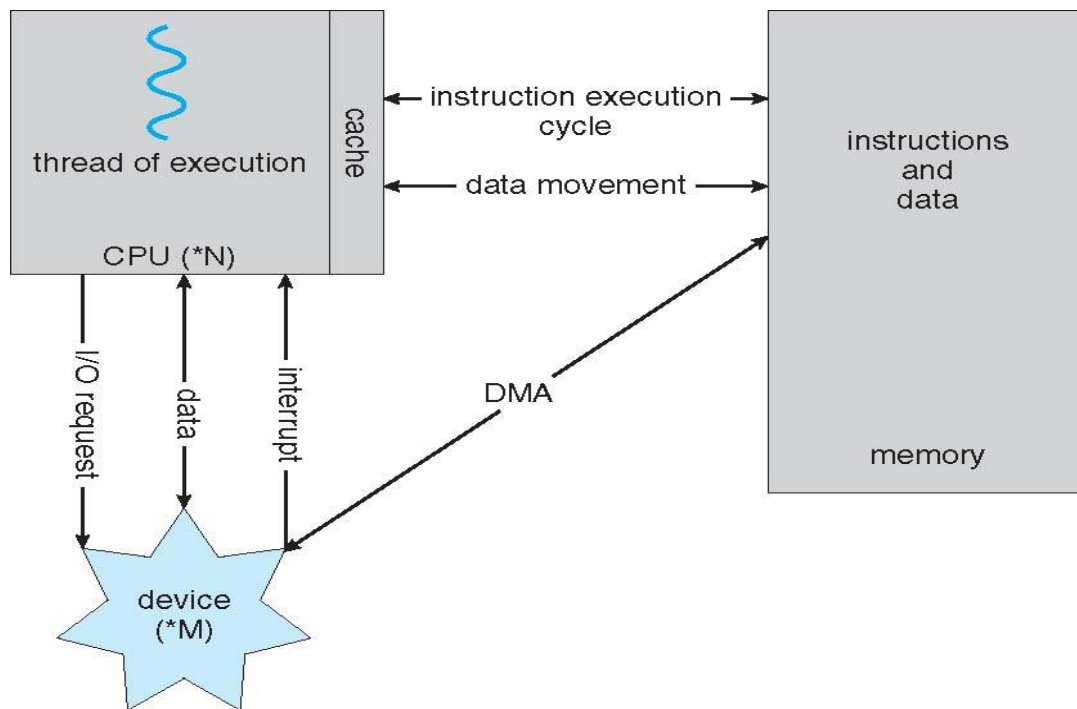 thread of execution
CPU (*N)
cache
instruction execution
cycle
data movement
instructions
and
data
memory
I/O request
data
interrupt
DMA
device
(*M)